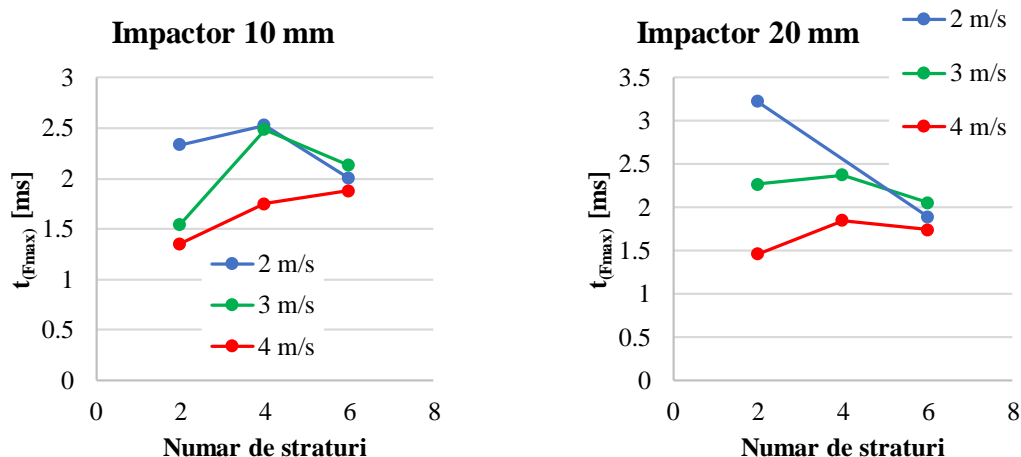 Impactor 10 mm
3
2.5
2
1.5
1
0.5
0
t(Fmax) [ms]
2 m/s
3 m/s
4 m/s
0 2 4 6 8
Numar de straturi
Impactor 20 mm
2 m/s
3 m/s
4 m/s
3.5
3
2.5
2
1.5
1
0.5
0
t(Fmax) [ms]
0 2 4 6 8
Numar de straturi